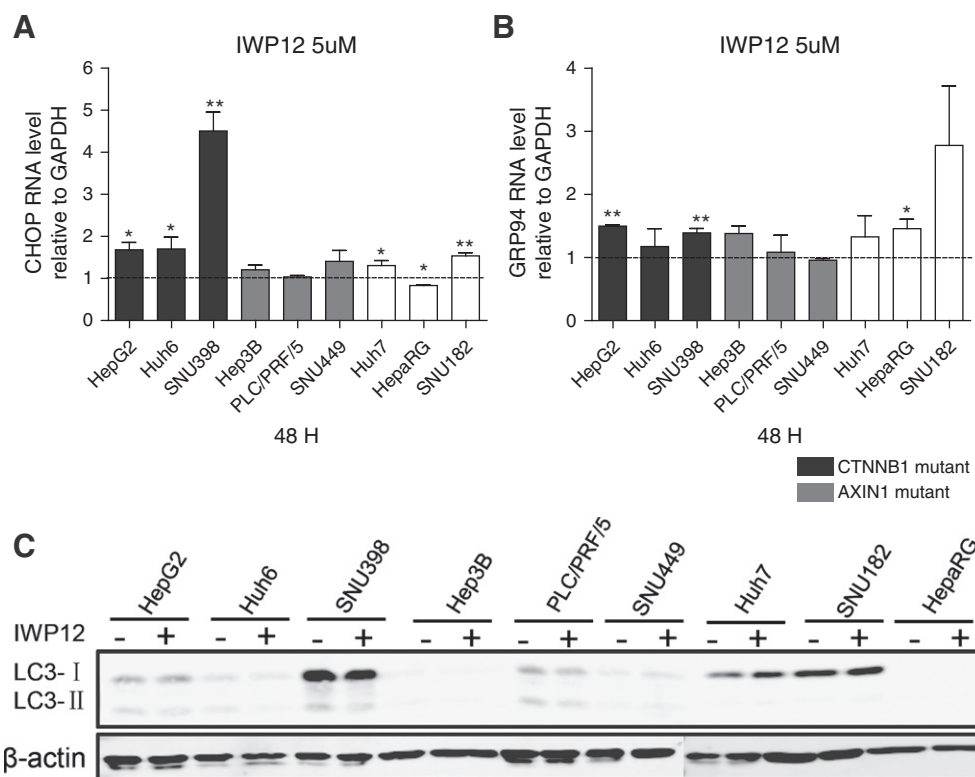 A
IWP12 5uM
CHOP RNA level
relative to GAPDH
6
5
4
3
2
1
0
*
*
**
*
*
**
HepG2
Huh6
SNU398
Hep3B
PLC/PRF/5
SNU449
Huh7
HepaRG
SNU182
48 H
B
IWP12 5uM
GRP94 RNA level
relative to GAPDH
4
3
2
1
0
**
**
*
HepG2
Huh6
SNU398
Hep3B
PLC/PRF/5
SNU449
Huh7
HepaRG
SNU182
48 H
CTNNB1 mutant
AXIN1 mutant
C
HepG2
Huh6
SNU398
Hep3B
PLC/PRF/5
SNU449
Huh7
SNU182
HepaRG
IWP12 - + - + - + - + - + - + - + - + - +
LC3-Ⅰ
LC3-Ⅱ
β-actin